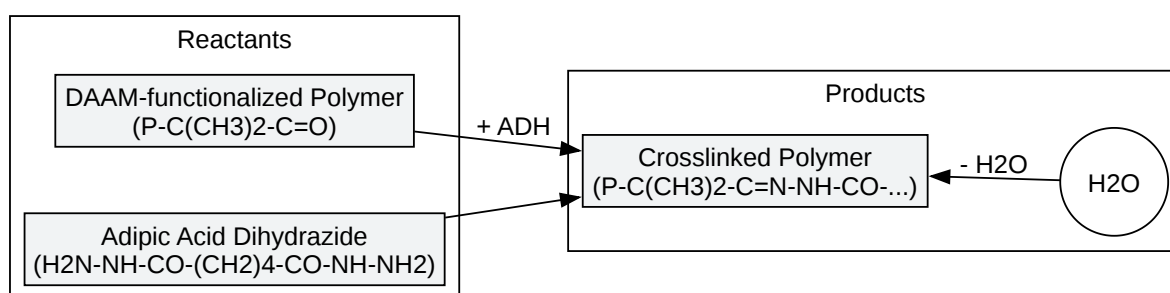 Reactants
DAAM-functionalized Polymer
(P-C(CH3)2-C=O)
+ ADH
Adipic Acid Dihydrazide
(H2N-NH-CO-(CH2)4-CO-NH-NH2)
Products
Crosslinked Polymer
(P-C(CH3)2-C=N-NH-CO-...)
- H2O
H2O